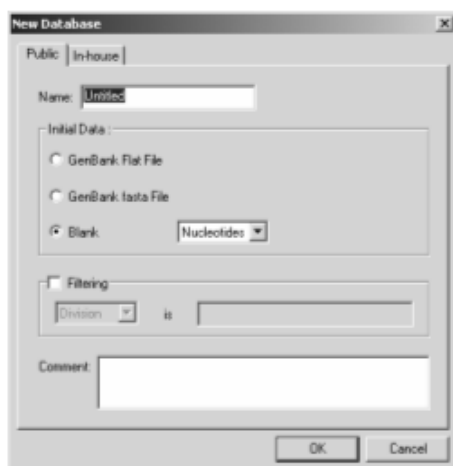 New Database
Public In-house
Name: Untitled
Initial Data :
GenBank Flat File
GenBank fasta File
Blank Nucleotides
Filtering
Division is
Comment:
OK Cancel